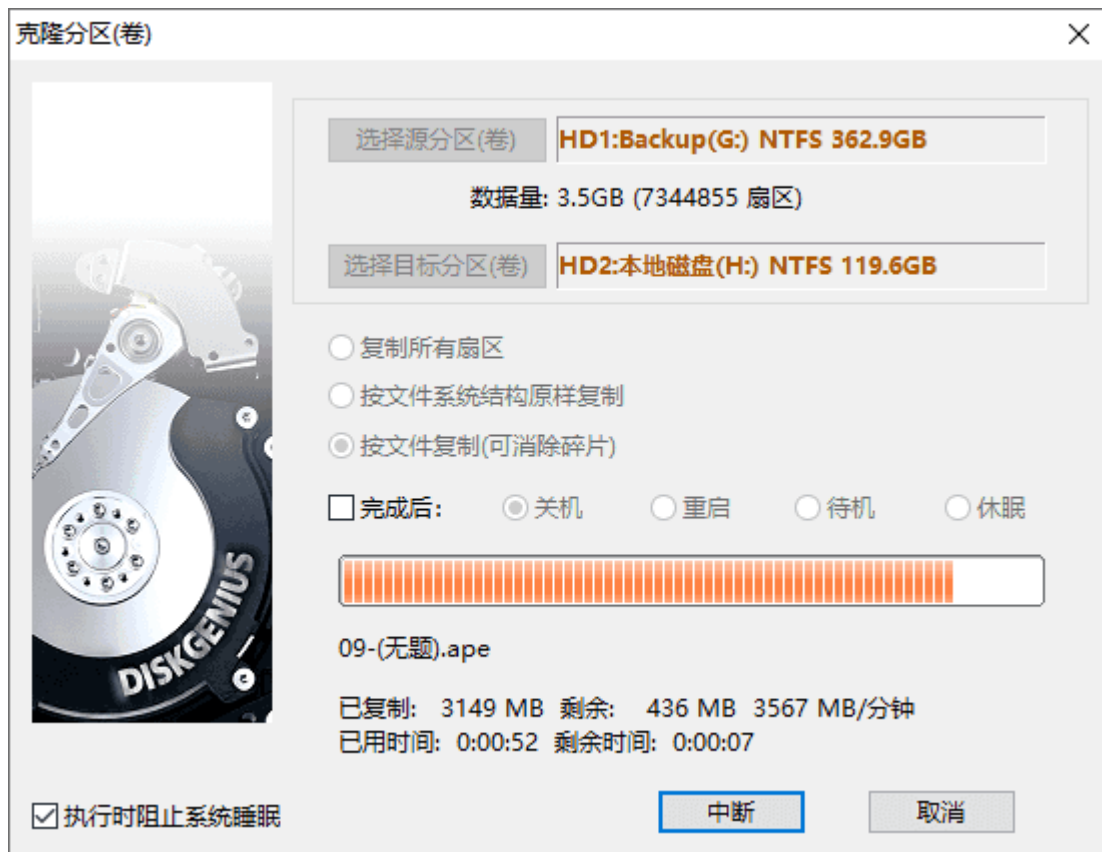 克隆分区(卷)
选择源分区(卷) HD1:Backup(G:) NTFS 362.9GB
数据量: 3.5GB (7344855 扇区)
选择目标分区(卷) HD2:本地磁盘(H:) NTFS 119.6GB
复制所有扇区
按文件系统结构原样复制
按文件复制(可消除碎片)
完成后: 关机 重启 待机 休眠
DISKGENIUS
09-(无题).ape
已复制: 3149 MB 剩余: 436 MB 3567 MB/分钟
已用时间: 0:00:52 剩余时间: 0:00:07
执行时阻止系统睡眠 中断 取消